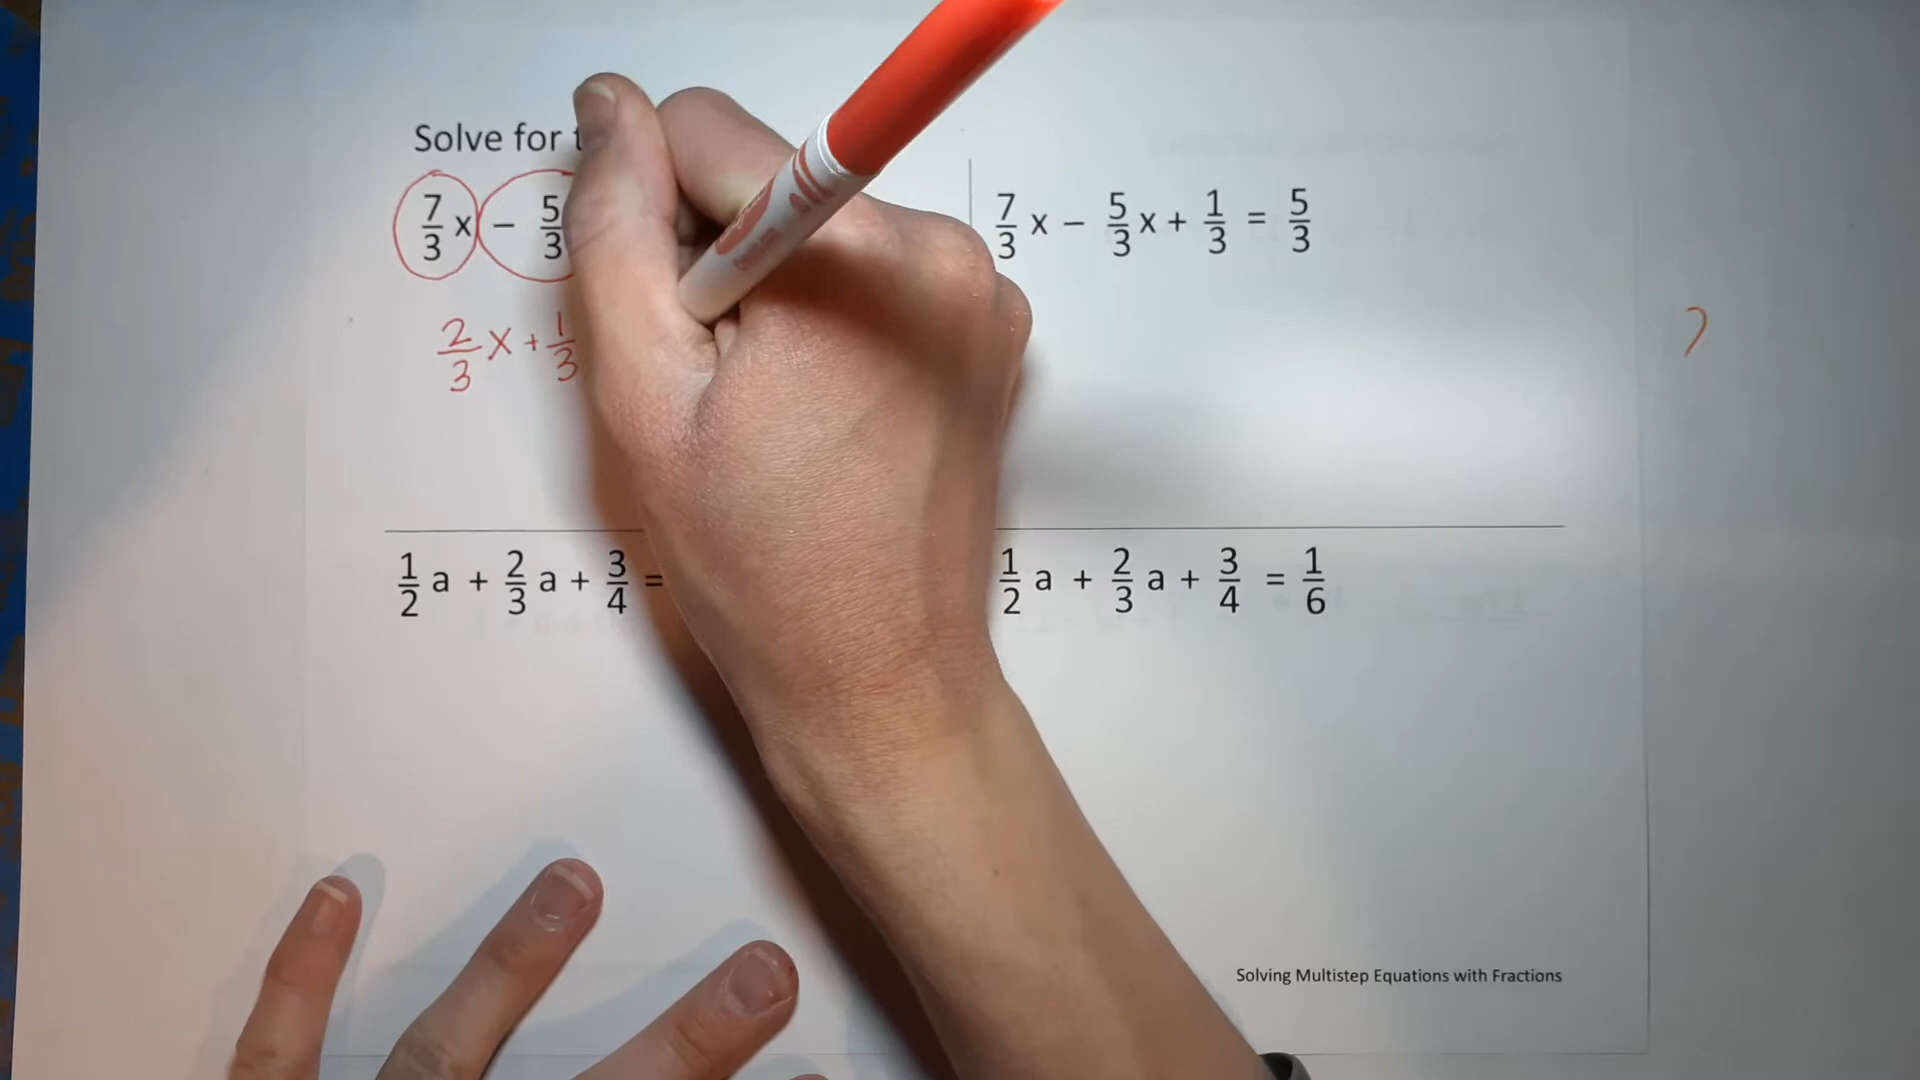 Solve for
7/3 x - 5/3
2/3 x + 1/3
7/3 x - 5/3 x + 1/3 = 5/3
1/2 a + 2/3 a + 3/4 =
1/2 a + 2/3 a + 3/4 = 1/6
Solving Multistep Equations with Fractions